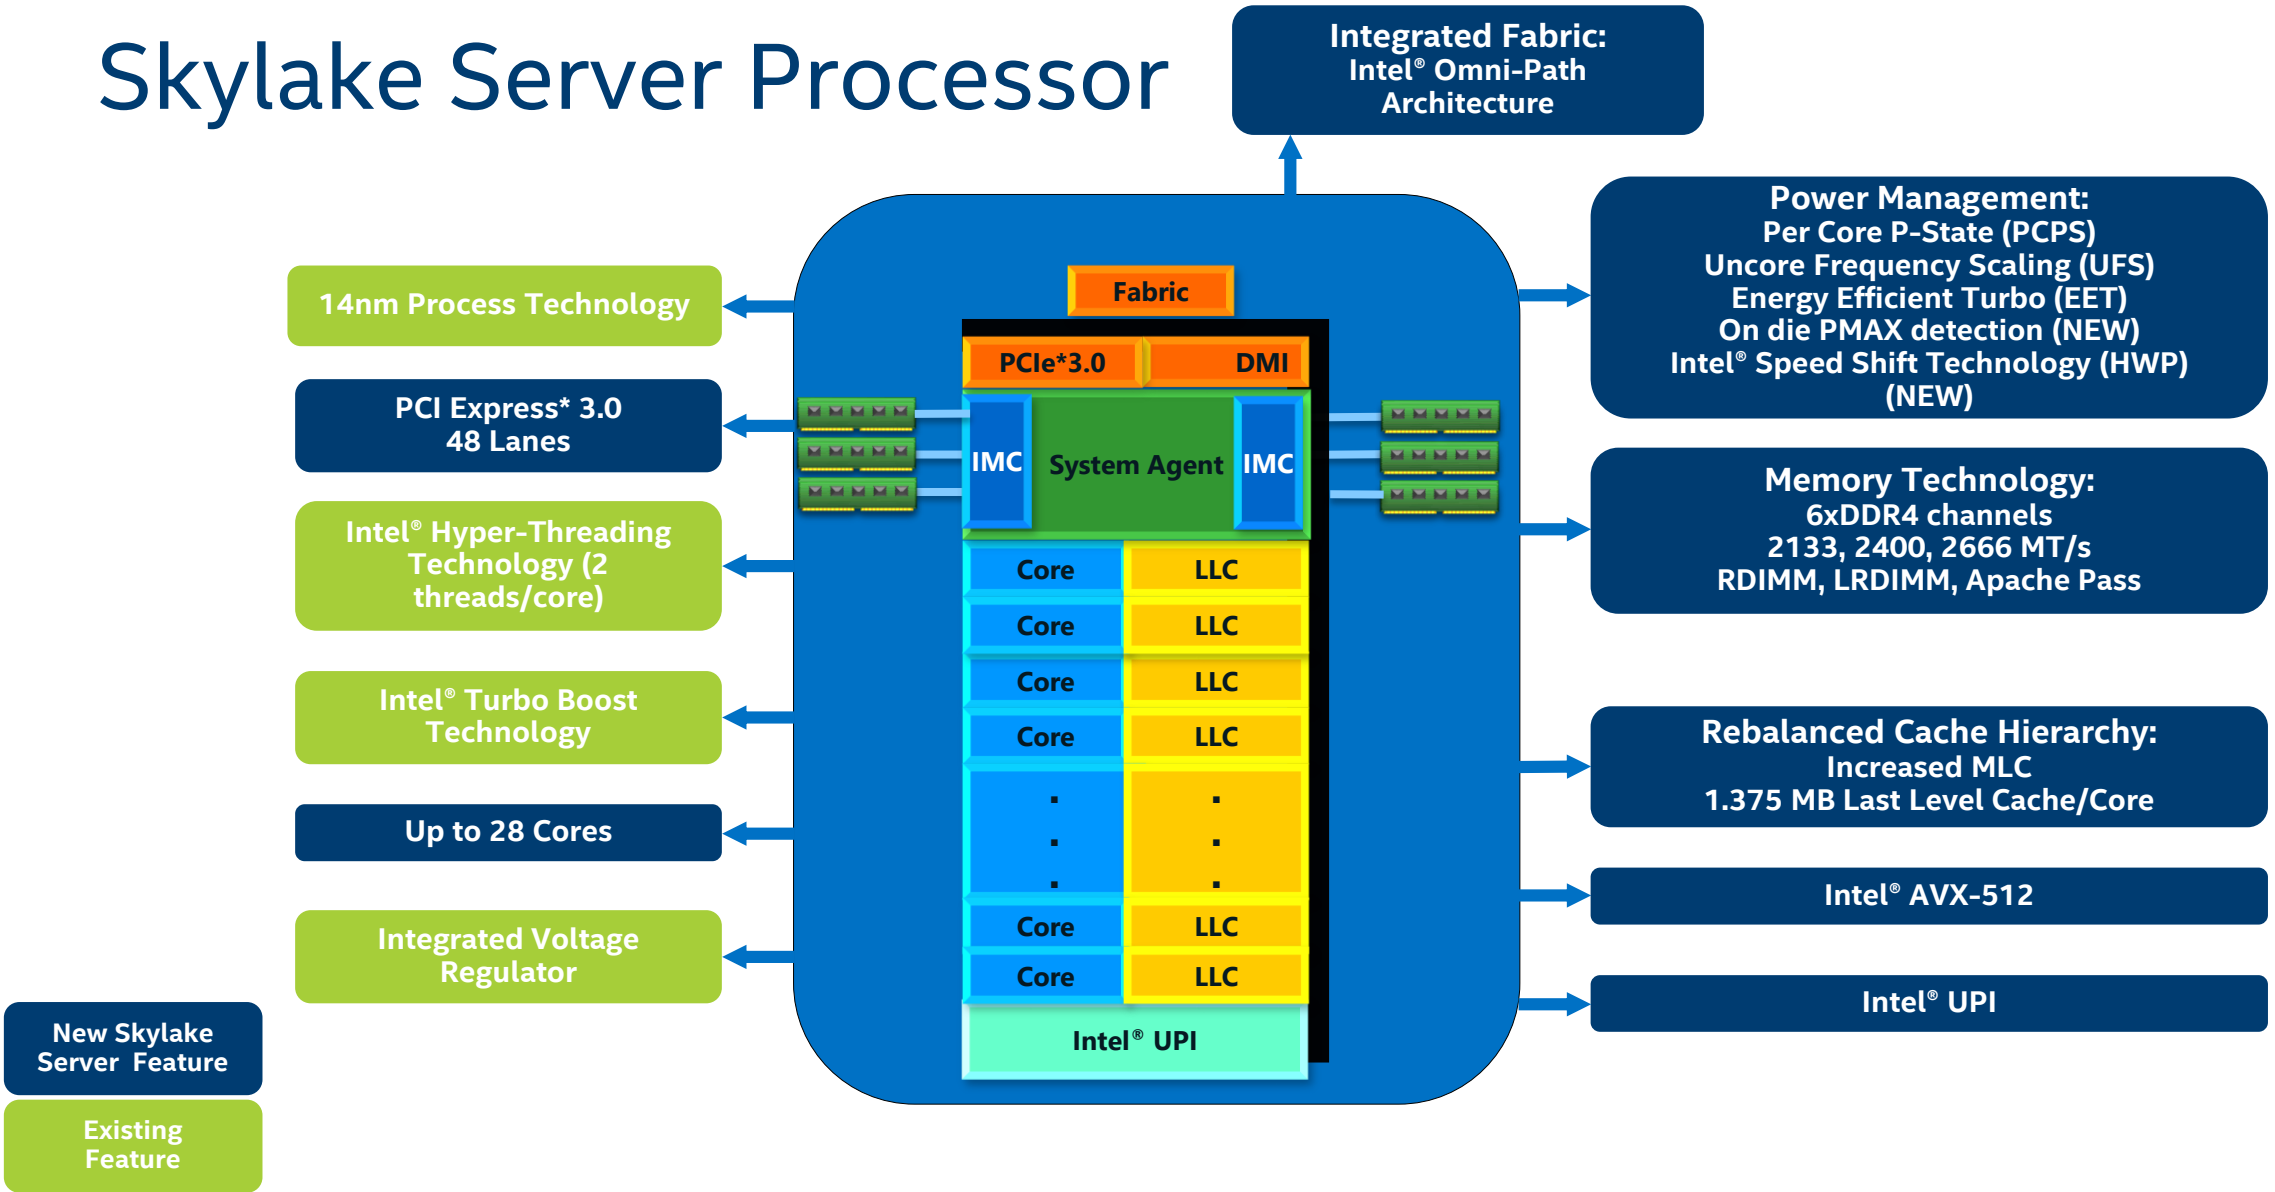 Skylake Server Processor
Integrated Fabric:
Intel® Omni-Path
Architecture
14nm Process Technology
PCI Express* 3.0
48 Lanes
Intel® Hyper-Threading
Technology (2
threads/core)
Intel® Turbo Boost
Technology
Up to 28 Cores
Integrated Voltage
Regulator
New Skylake
Server Feature
Existing
Feature
Fabric
PCIe*3.0
DMI
IMC
System Agent
IMC
Core
LLC
Core
LLC
Core
LLC
Core
LLC
.
.
.
.
.
.
Core
LLC
Core
LLC
Intel® UPI
Power Management:
Per Core P-State (PCPS)
Uncore Frequency Scaling (UFS)
Energy Efficient Turbo (EET)
On die PMAX detection (NEW)
Intel® Speed Shift Technology (HWP)
(NEW)
Memory Technology:
6xDDR4 channels
2133, 2400, 2666 MT/s
RDIMM, LRDIMM, Apache Pass
Rebalanced Cache Hierarchy:
Increased MLC
1.375 MB Last Level Cache/Core
Intel® AVX-512
Intel® UPI